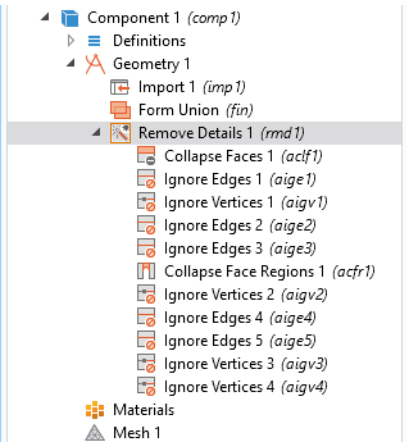 Component 1 (comp1)
Definitions
Geometry 1
Import 1 (imp1)
Form Union (fin)
Remove Details 1 (rmd1)
Collapse Faces 1 (aclf1)
Ignore Edges 1 (aige1)
Ignore Vertices 1 (aigv1)
Ignore Edges 2 (aige2)
Ignore Edges 3 (aige3)
Collapse Face Regions 1 (acfr1)
Ignore Vertices 2 (aigv2)
Ignore Edges 4 (aige4)
Ignore Edges 5 (aige5)
Ignore Vertices 3 (aigv3)
Ignore Vertices 4 (aigv4)
Materials
Mesh 1